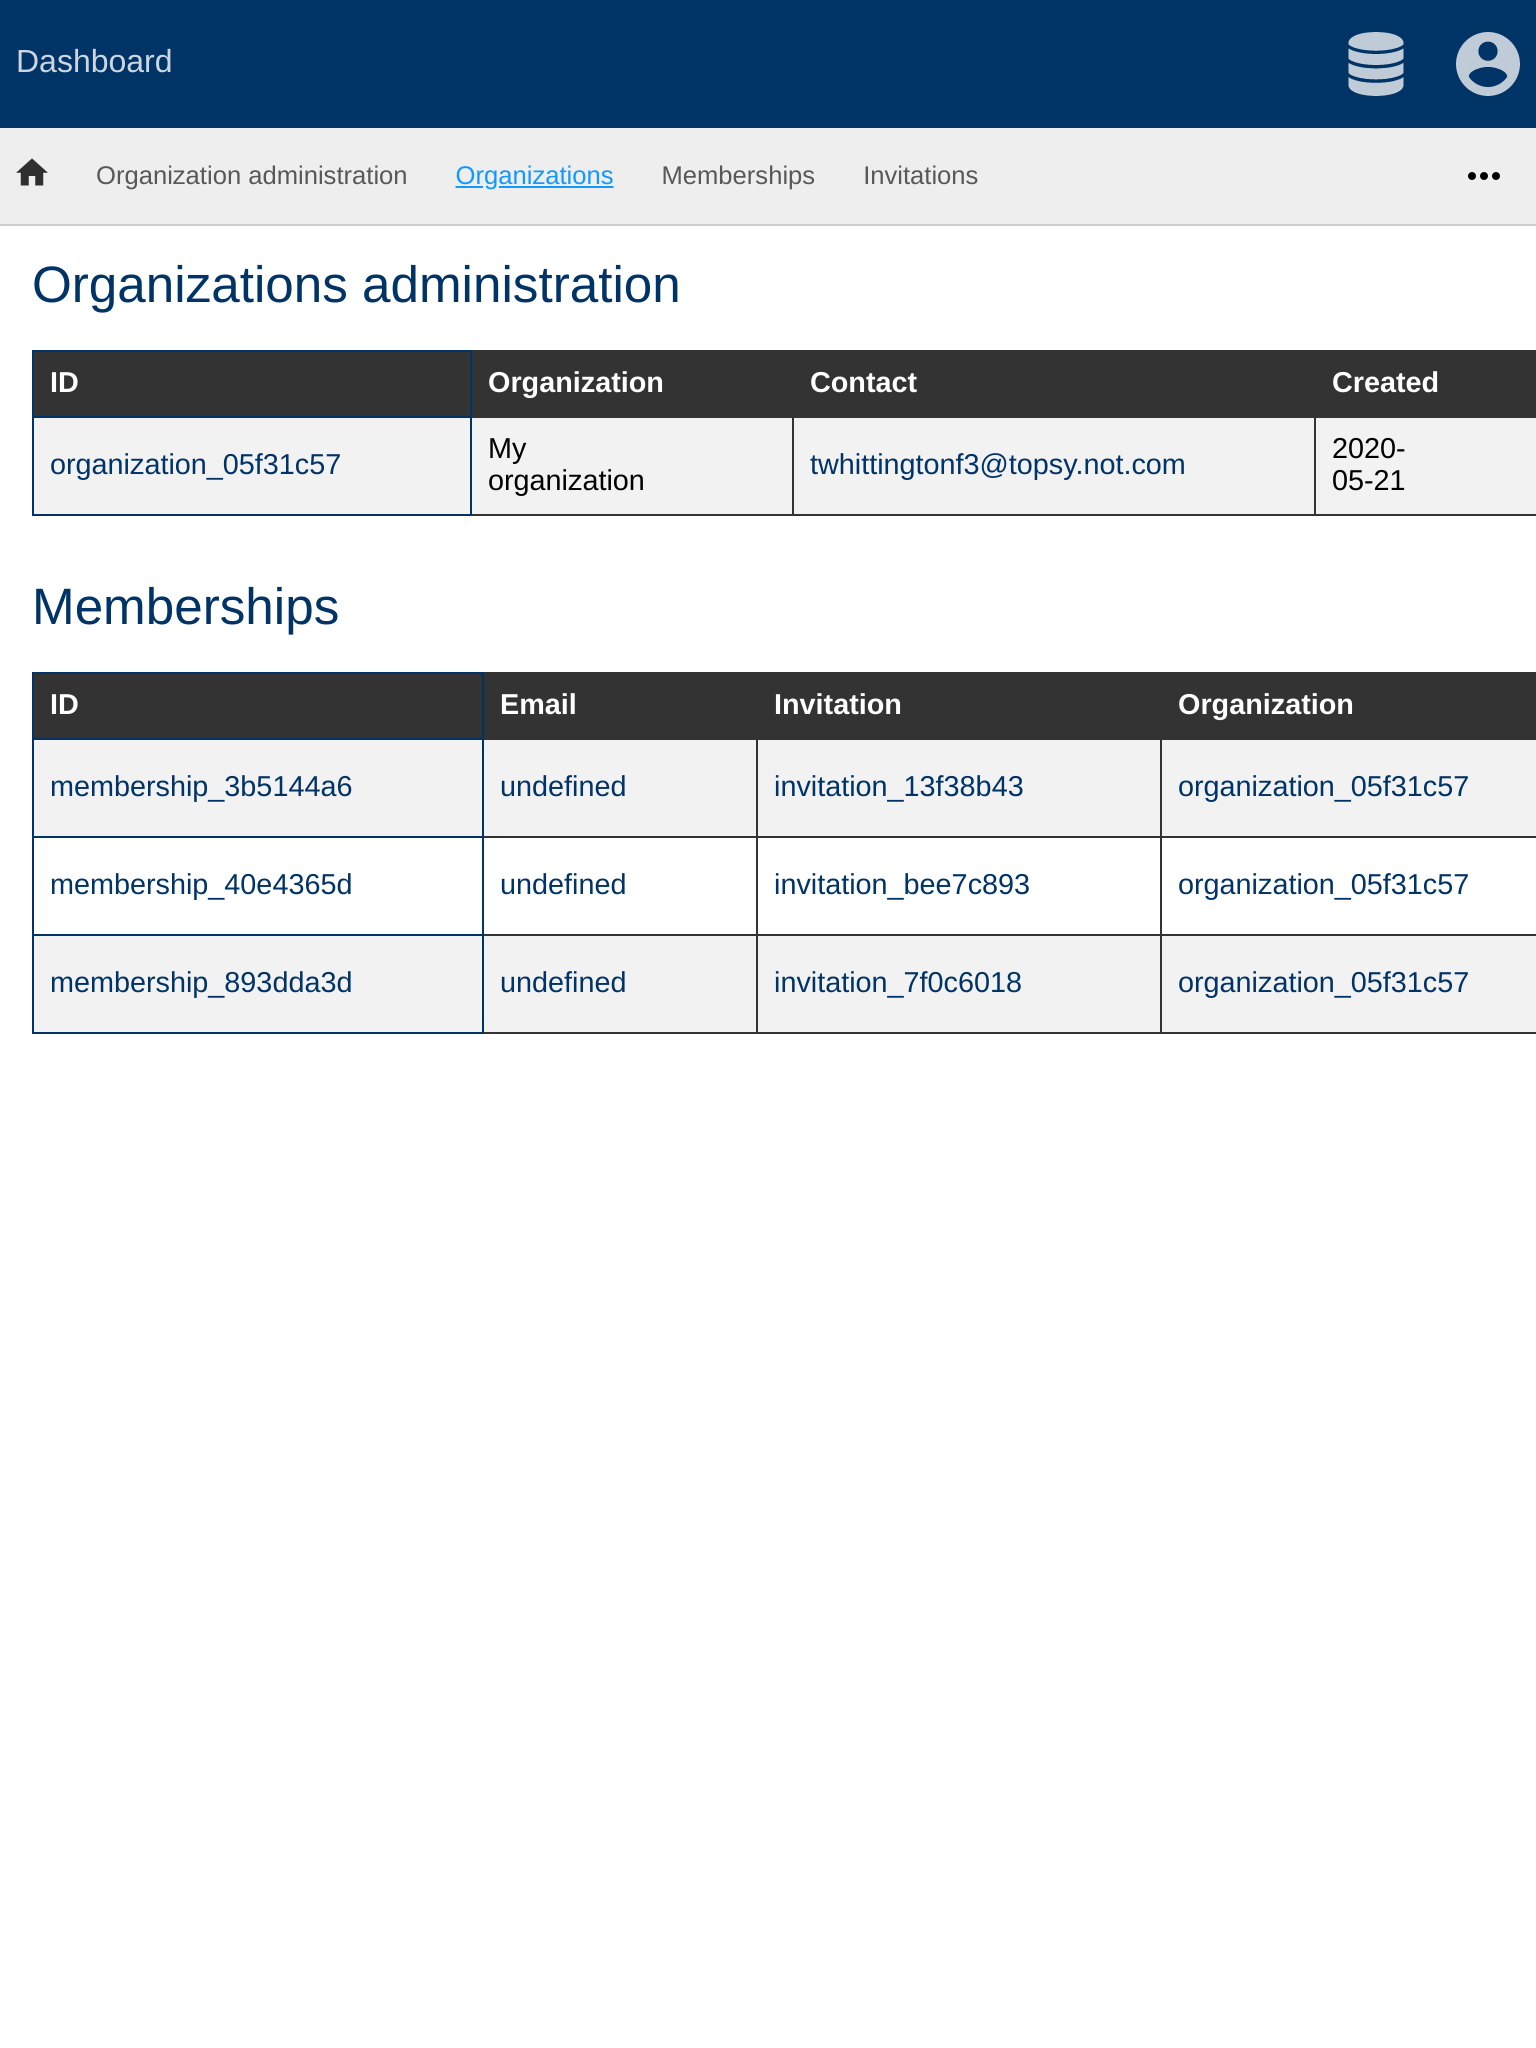 Dashboard
Organization administration Organizations Memberships Invitations
Organizations administration
ID Organization Contact Created
organization_05f31c57 My organization twhittingtonf3@topsy.not.com 2020-05-21
Memberships
ID Email Invitation Organization
membership_3b5144a6 undefined invitation_13f38b43 organization_05f31c57
membership_40e4365d undefined invitation_bee7c893 organization_05f31c57
membership_893dda3d undefined invitation_7f0c6018 organization_05f31c57